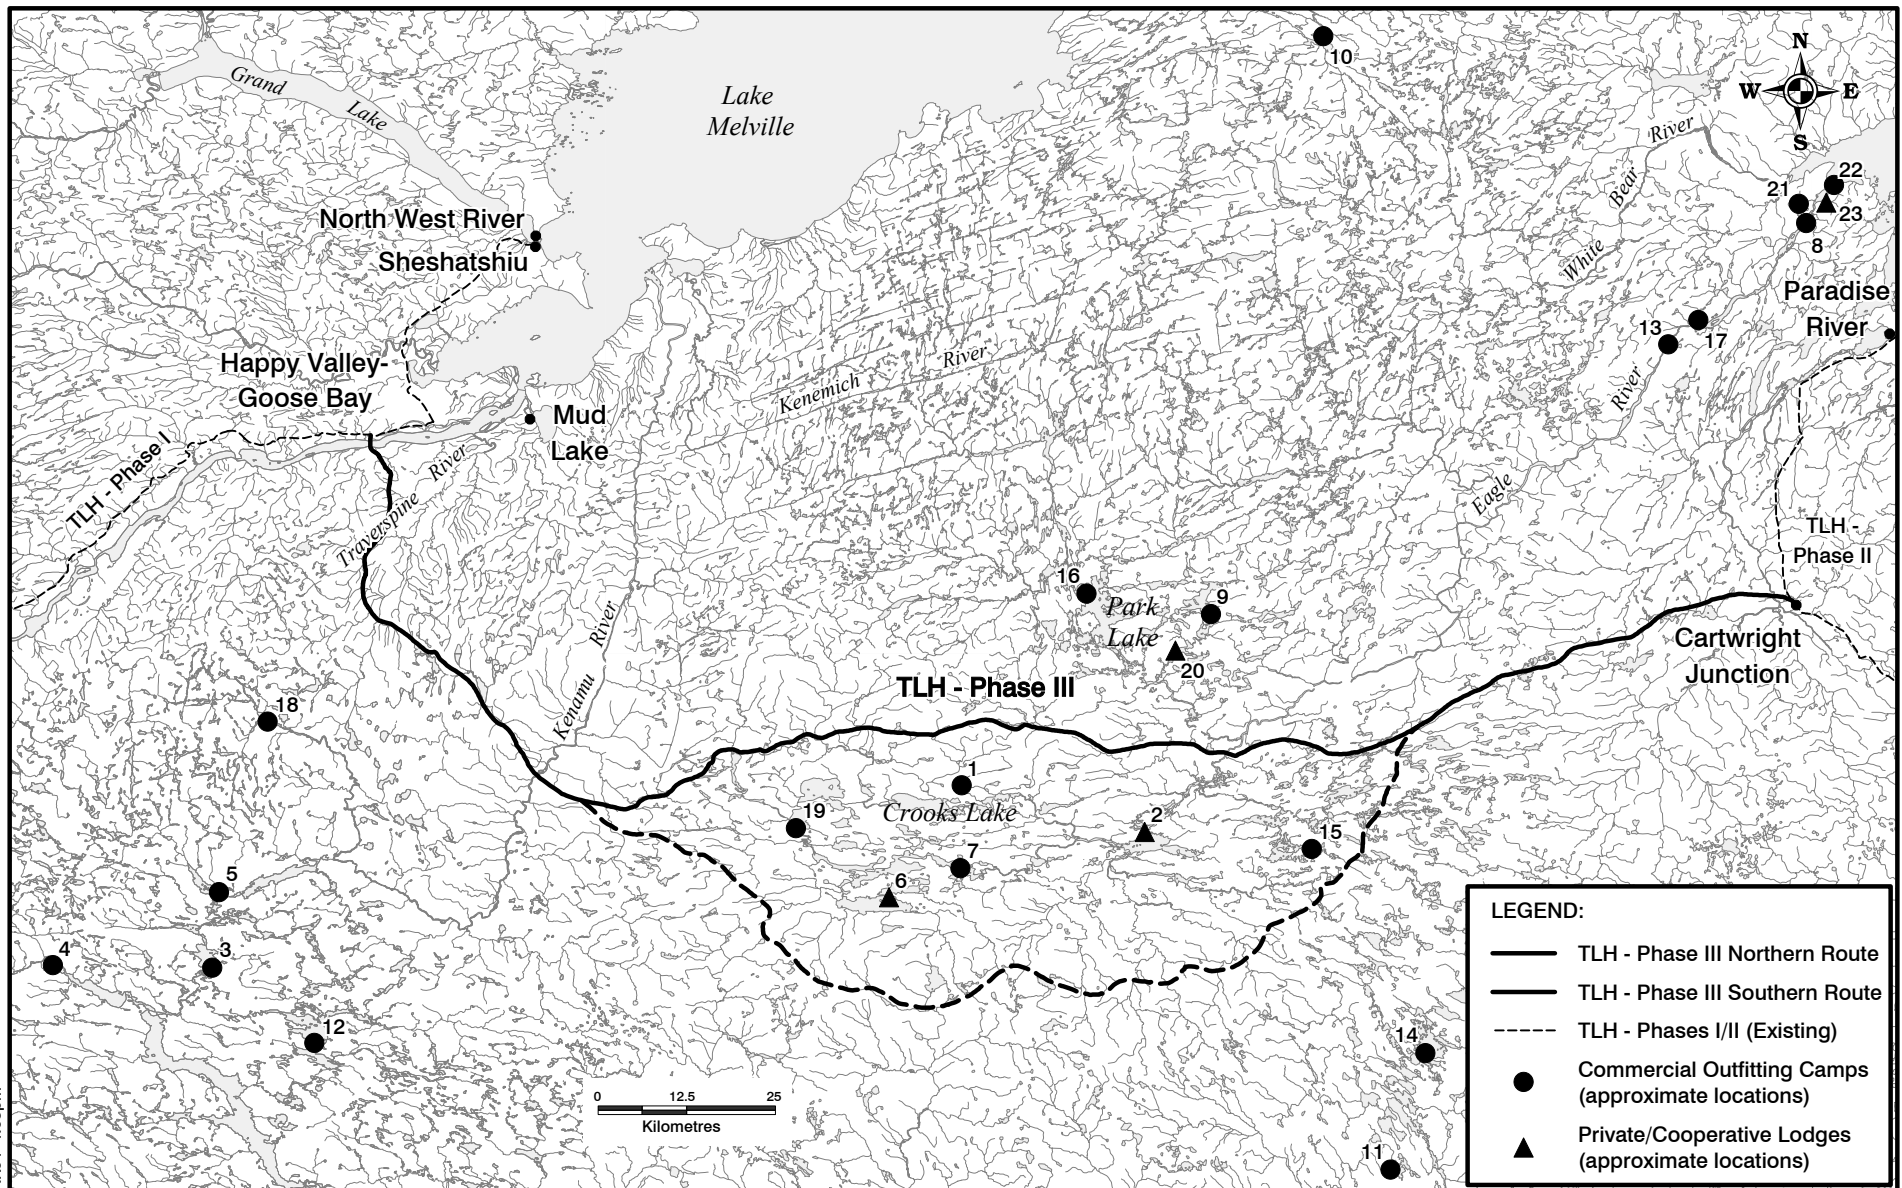 10
N
W
E
S
Grand
Lake
Lake
Melville
River
Bear
White
22
21
23
8
North West River
Sheshatshiu
Paradise
River
13
17
River
Kenemich
River
Happy Valley-
Goose Bay
Mud
Lake
TLH - Phase I
Traverspine
River
Eagle
TLH -
Phase II
16
Park
Lake
9
20
River
Kenamu
Cartwright
Junction
TLH - Phase III
18
1
Crooks Lake
19
2
15
7
6
5
4
3
12
14
11
0
12.5
25
Kilometres
LEGEND:
TLH - Phase III Northern Route
TLH - Phase III Southern Route
TLH - Phases I/II (Existing)
Commercial Outfitting Camps
(approximate locations)
Private/Cooperative Lodges
(approximate locations)